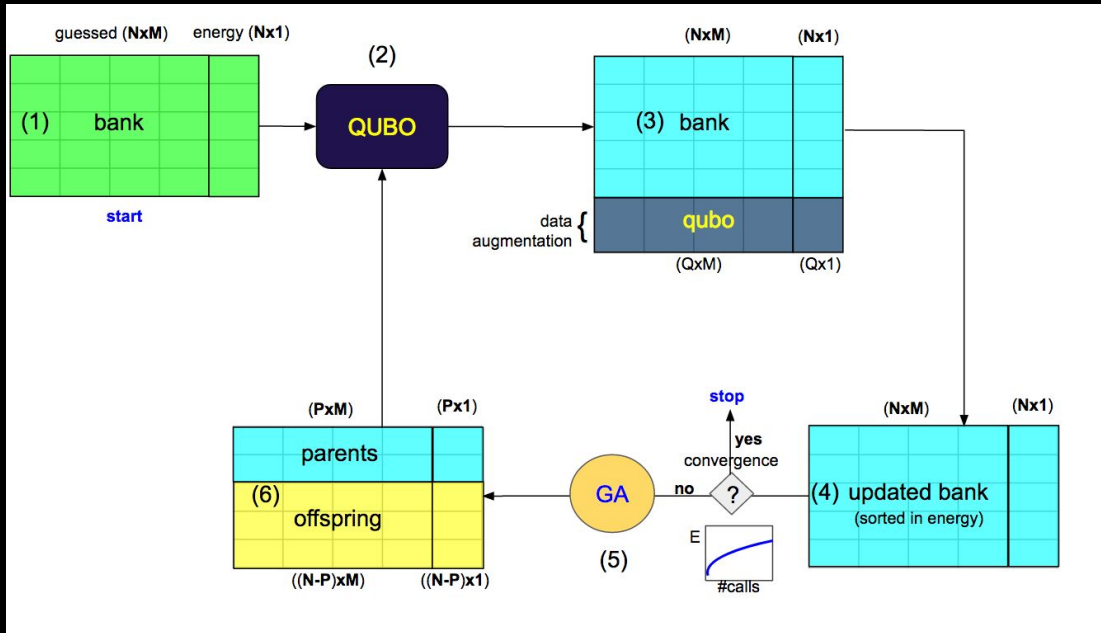 guessed (NxM) energy (Nx1)
(1) bank
start
(2)
QUBO
(NxM) (Nx1)
(3) bank
data
augmentation {
qubo
(QxM) (Qx1)
(NxM) (Nx1)
(4) updated bank
(sorted in energy)
stop
yes
convergence
?
no
E
#calls
GA
(5)
(PxM) (Px1)
parents
(6)
offspring
((N-P)xM) ((N-P)x1)